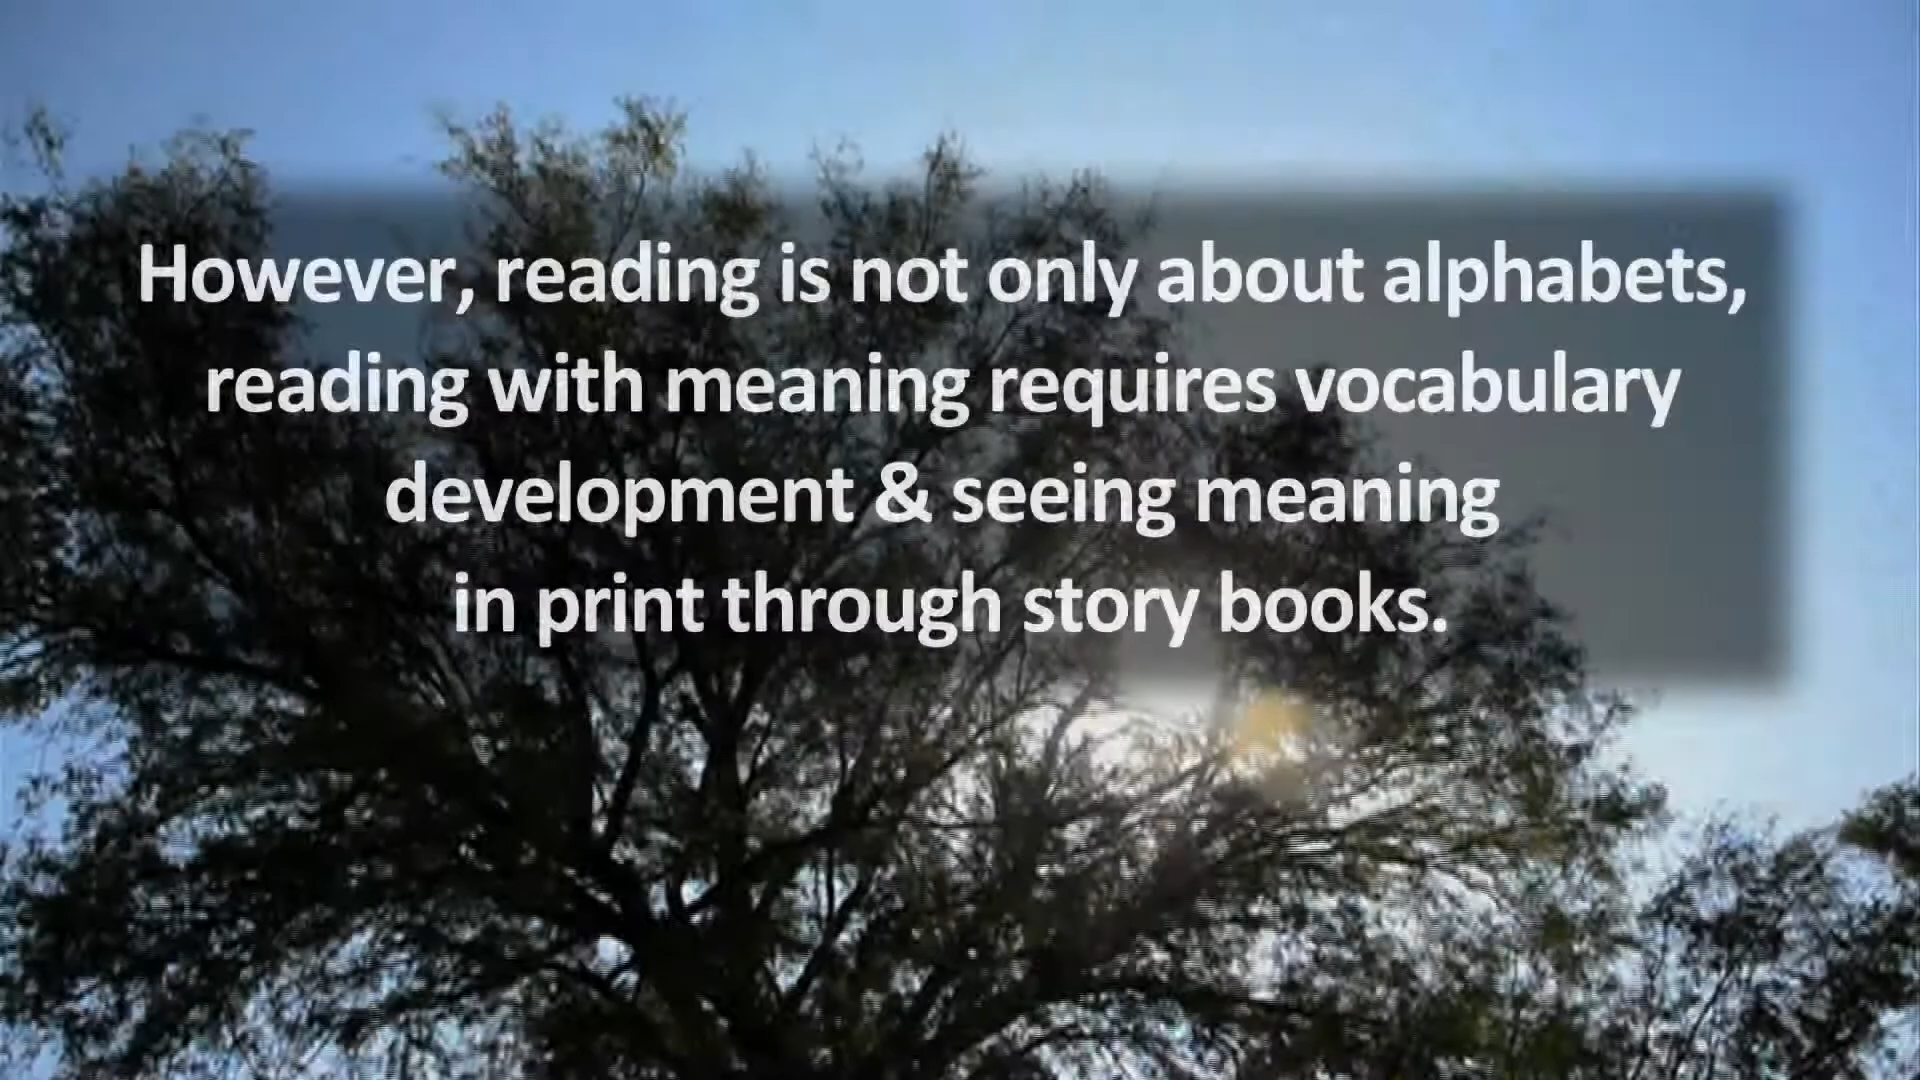 However, reading is not only about alphabets,
reading with meaning requires vocabulary
development & seeing meaning
in print through story books.